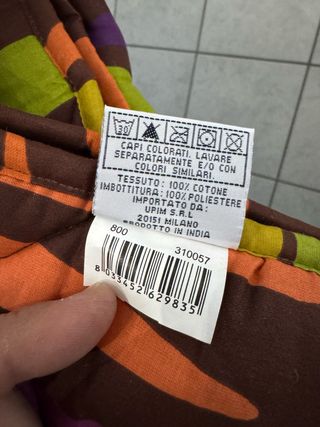 30
CAPI COLORATI. LAVARE
SEPARATAMENTE E/O CON
COLORI SIMILARI.
TESSUTO: 100% COTONE
IMBOTTITURA: 100% POLIESTERE
IMPORTATO DA:
UPIM S.R.L
20151 MILANO
PRODOTTO IN INDIA
800 310057
8 033452 629835